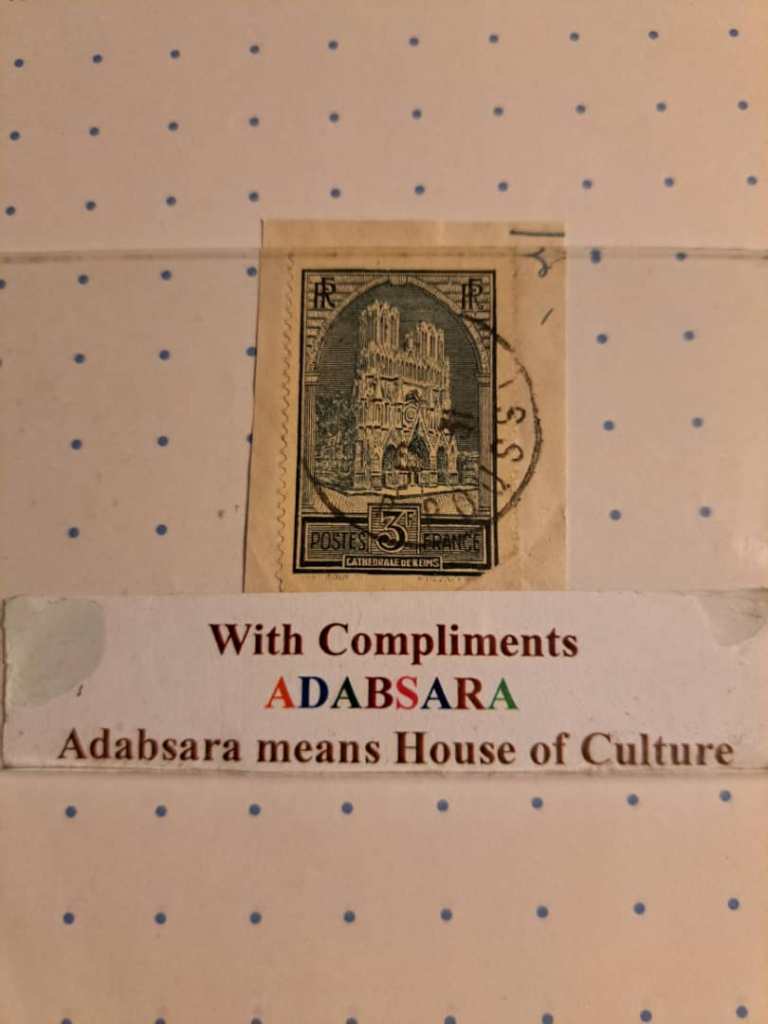 RF RF
POSTES 3F FRANCE
CATHEDRALE DE REIMS
With Compliments
ADABSARA
Adabsara means House of Culture